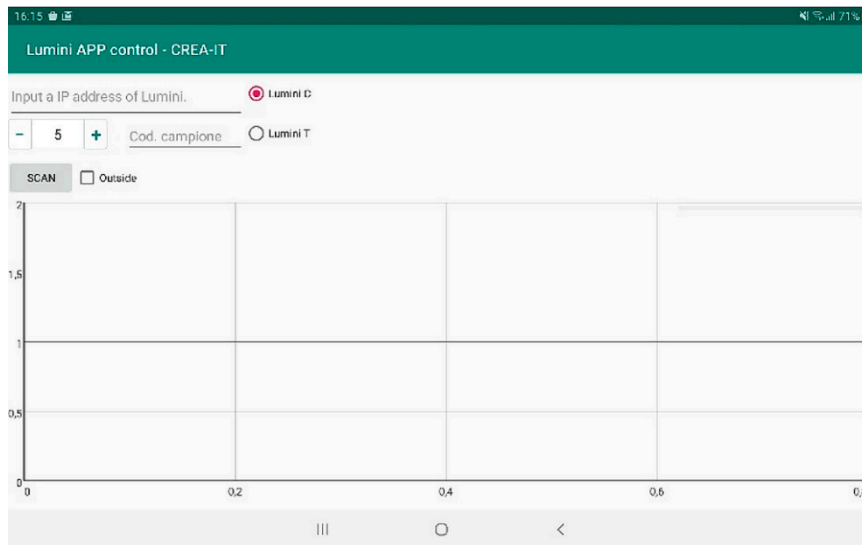 16:15 71%
Lumini APP control - CREA-IT
Input a IP address of Lumini. Lumini C
- 5 + Cod. campione Lumini T
SCAN Outside
2
1,5
1
0,5
0
0 0,2 0,4 0,6 0,